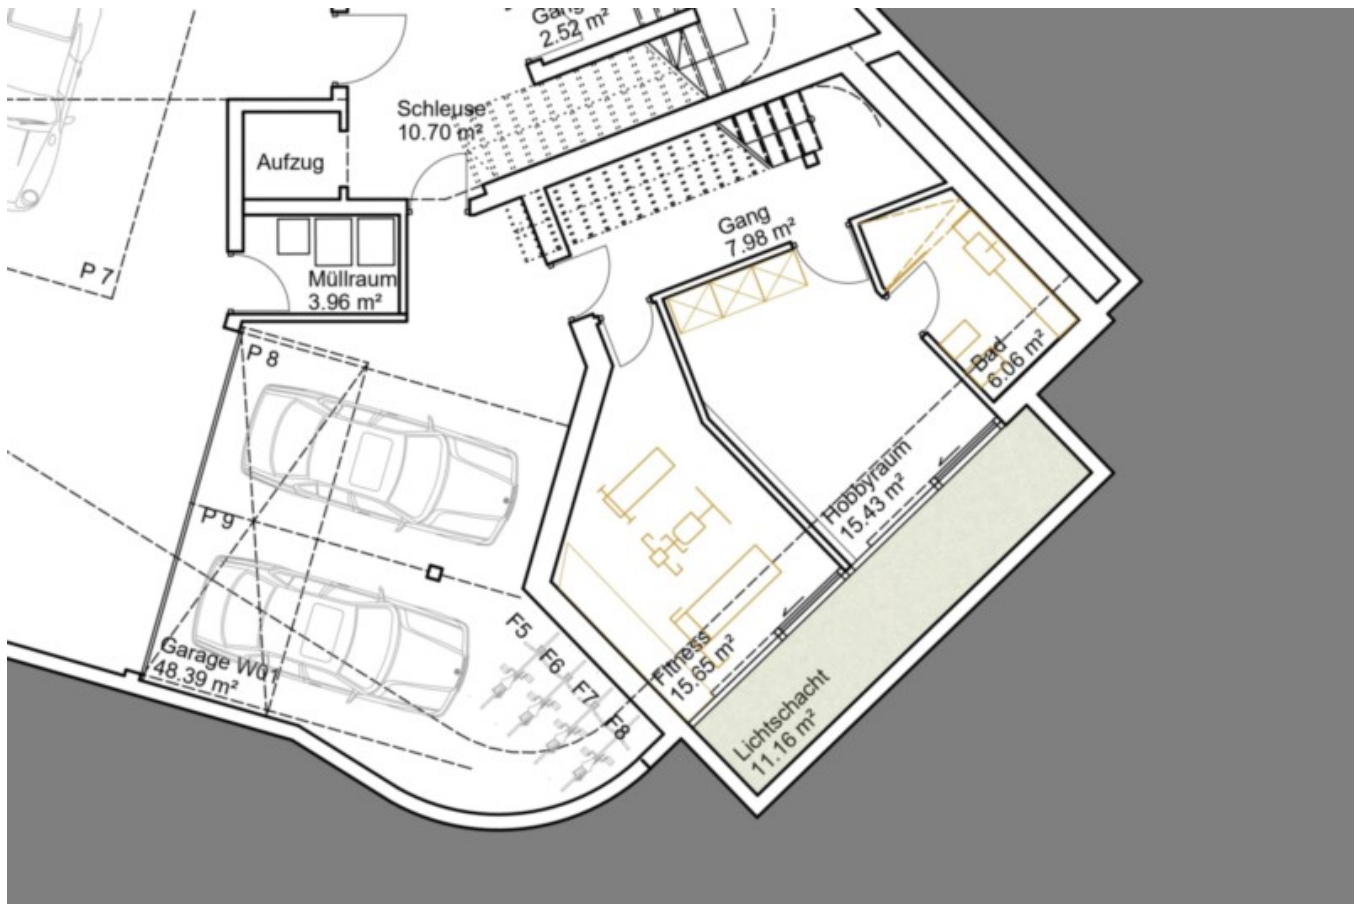 Gang
2.52 m²
Schleuse
10.70 m²
Aufzug
Gang
7.98 m²
P 7
Müllraum
3.96 m²
P 8
Bad
6.06 m²
Hobbyraum
15.43 m²
P 9
F5
F6
F7
F8
Fitness
15.65 m²
Garage Wü1
48.39 m²
Lichtschacht
11.16 m²